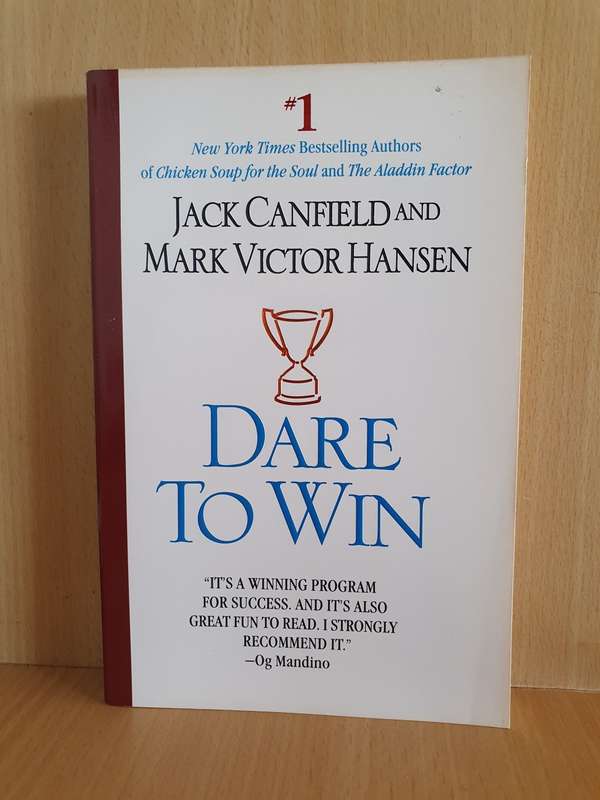 #1
New York Times Bestselling Authors
of Chicken Soup for the Soul and The Aladdin Factor
JACK CANFIELD AND
MARK VICTOR HANSEN
DARE
TO WIN
“IT’S A WINNING PROGRAM
FOR SUCCESS. AND IT’S ALSO
GREAT FUN TO READ. I STRONGLY
RECOMMEND IT.”
—Og Mandino